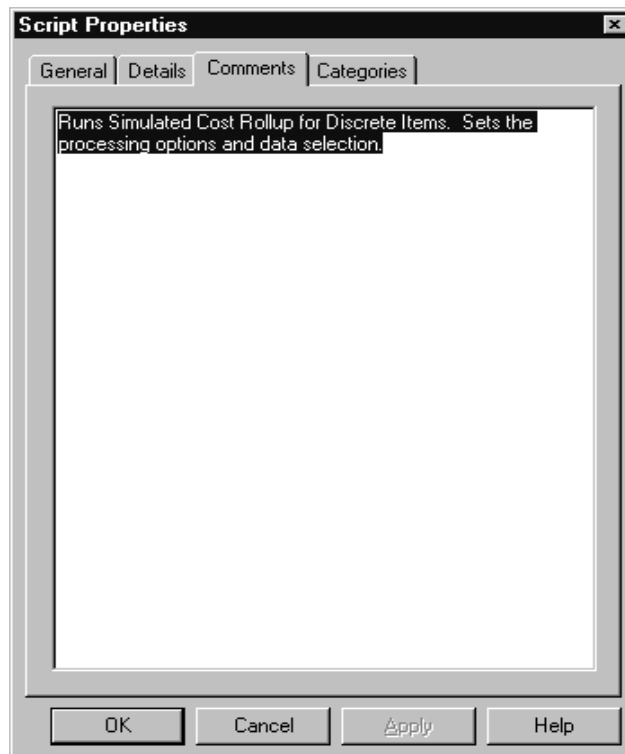 Script Properties
General Details Comments Categories
Runs Simulated Cost Rollup for Discrete Items.  Sets the
processing options and data selection.
OK Cancel Apply Help